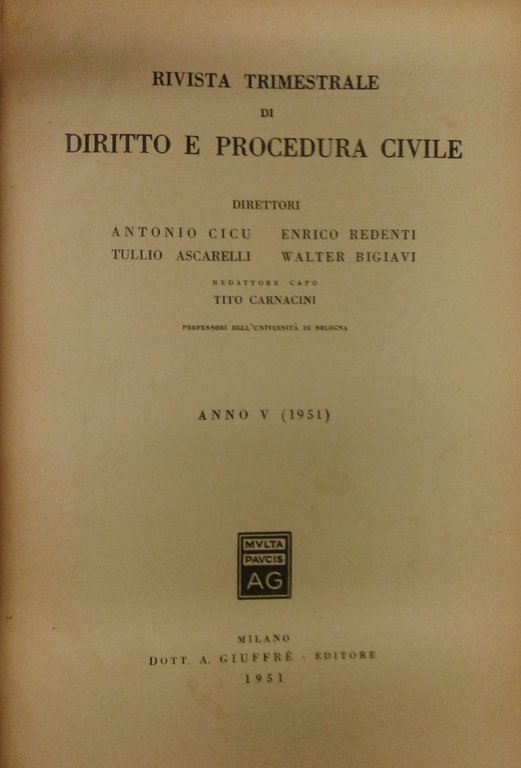 RIVISTA TRIMESTRALE
DI
DIRITTO E PROCEDURA CIVILE
DIRETTORI
ANTONIO CICU ENRICO REDENTI
TULLIO ASCARELLI WALTER BIGIAVI
REDATTORE CAPO
TITO CARNACINI
PROFESSORI DELL'UNIVERSITÀ DI BOLOGNA
ANNO V (1951)
MVLTA
PAVCIS
AG
MILANO
DOTT. A. GIUFFRÈ - EDITORE
1951